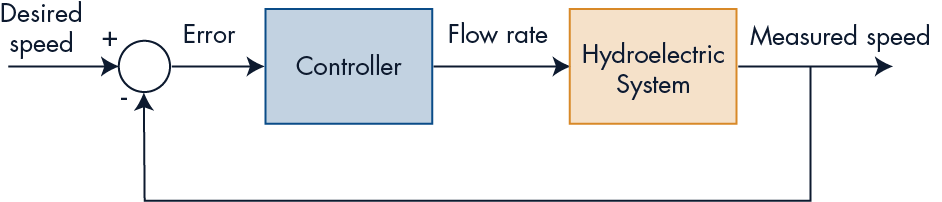 Desired
speed
+
-
Error
Controller
Flow rate
Hydroelectric
System
Measured speed